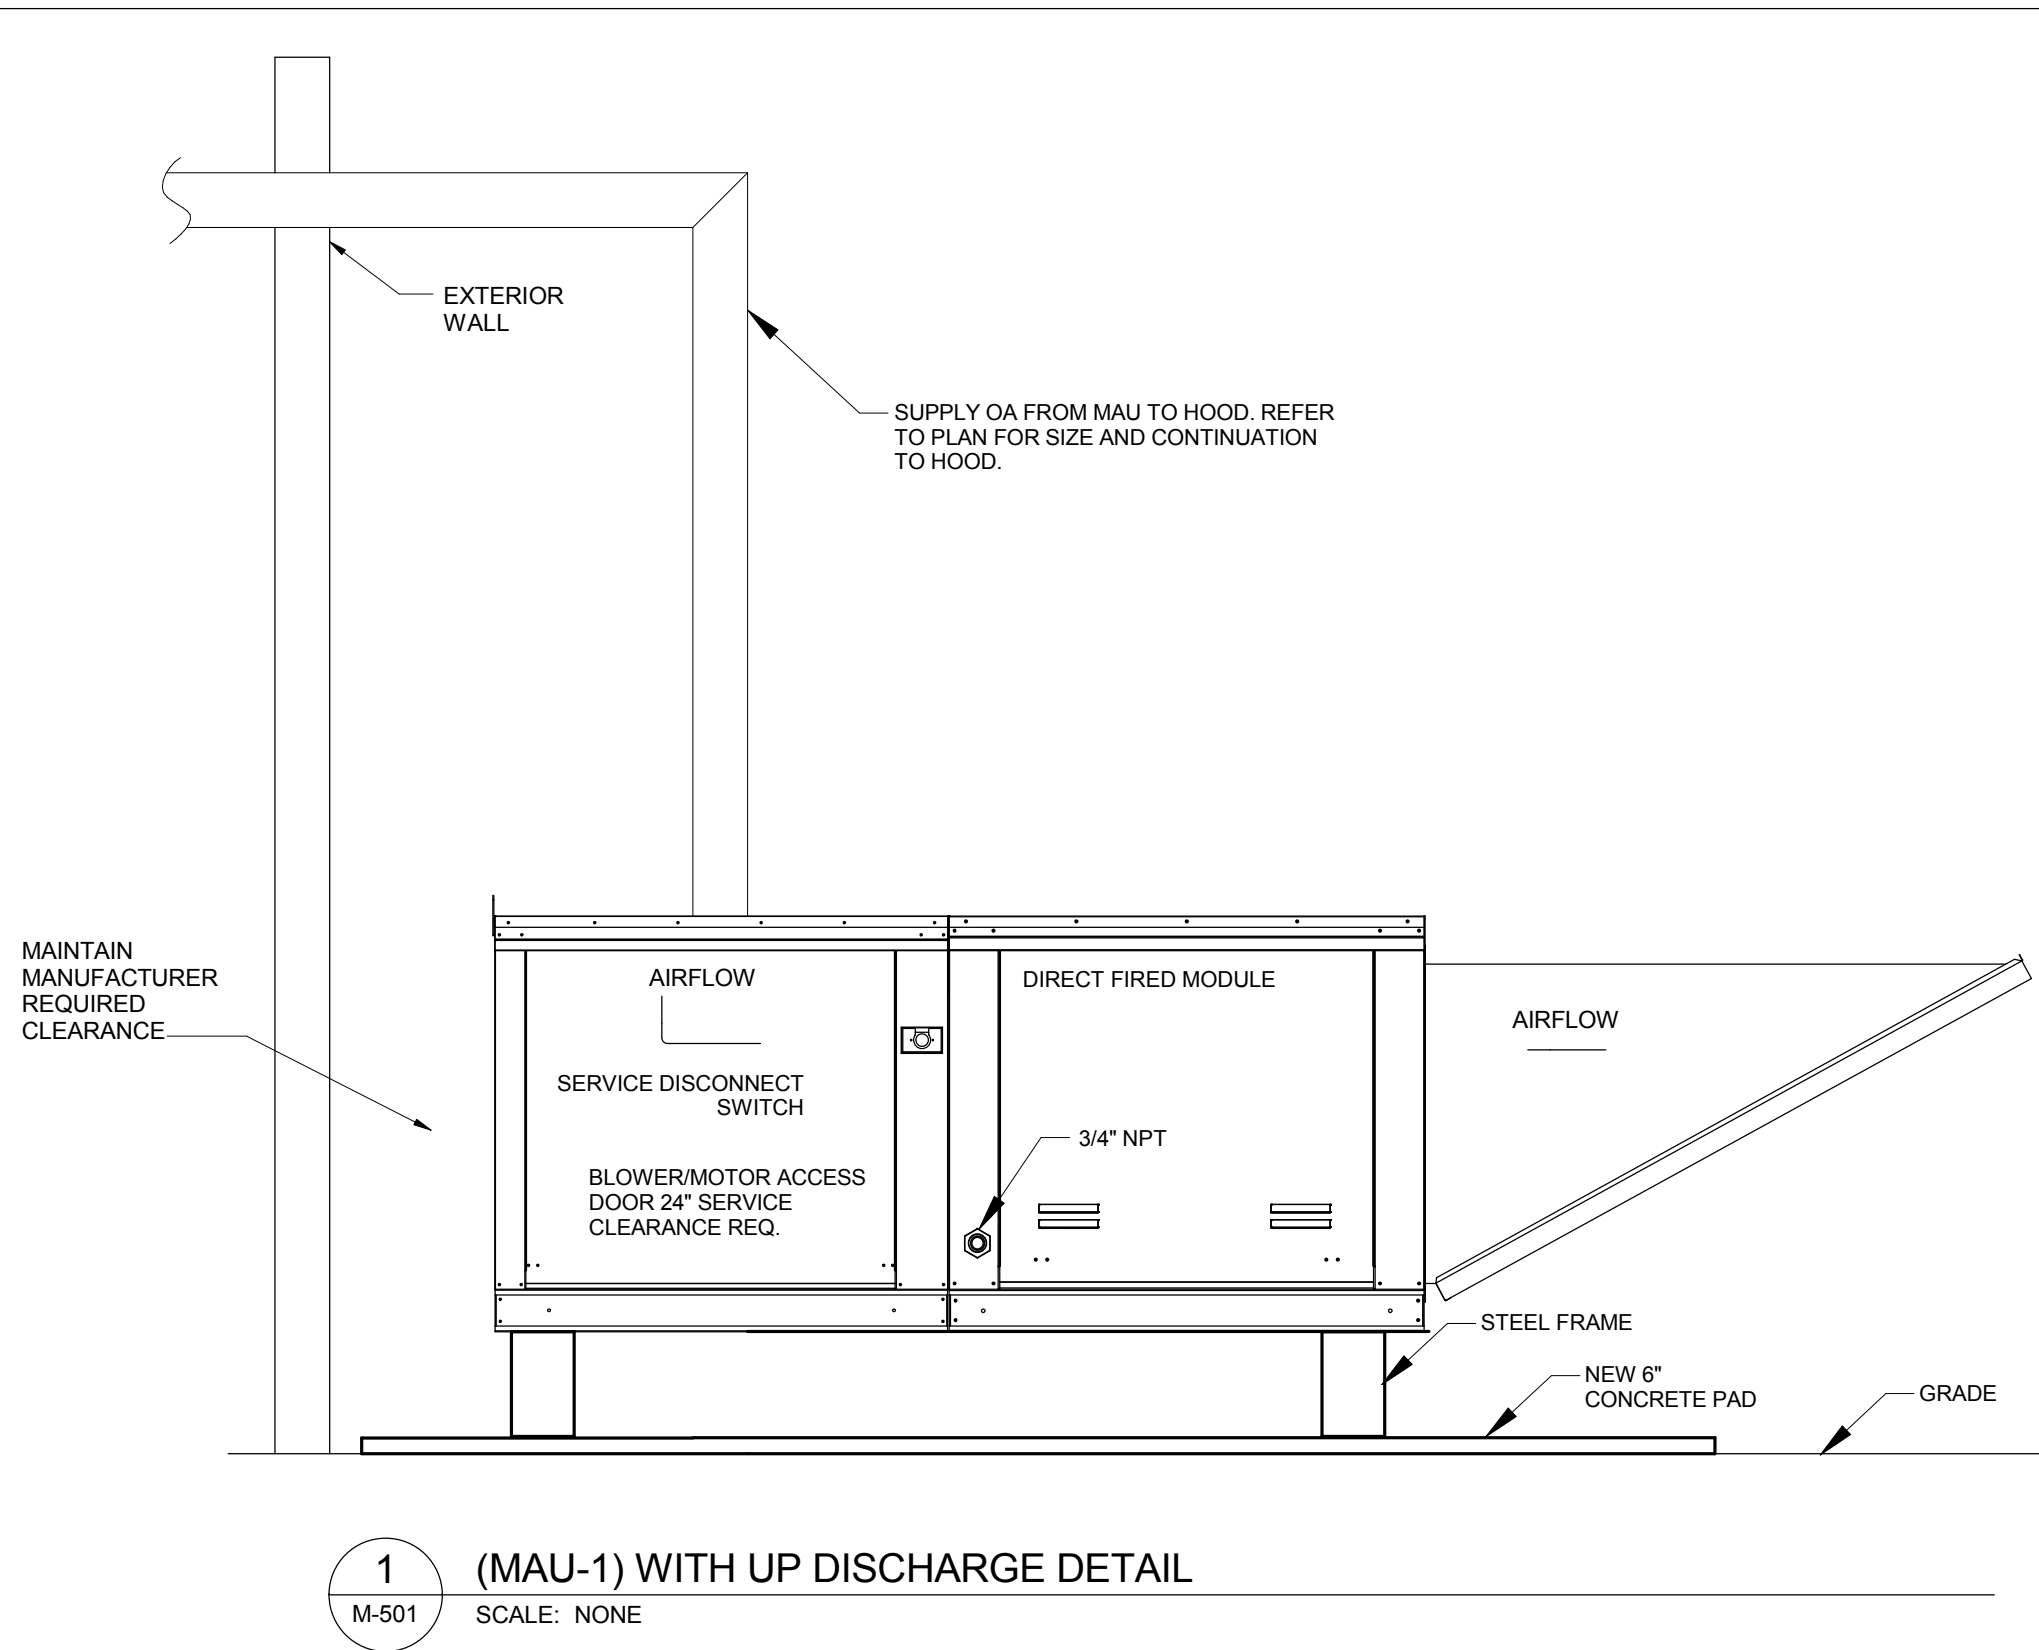 EXTERIOR
WALL
SUPPLY OA FROM MAU TO HOOD. REFER
TO PLAN FOR SIZE AND CONTINUATION
TO HOOD.
MAINTAIN
MANUFACTURER
REQUIRED
CLEARANCE
AIRFLOW
DIRECT FIRED MODULE
AIRFLOW
SERVICE DISCONNECT
SWITCH
3/4" NPT
BLOWER/MOTOR ACCESS
DOOR 24" SERVICE
CLEARANCE REQ.
STEEL FRAME
NEW 6"
CONCRETE PAD
GRADE
1
M-501
(MAU-1) WITH UP DISCHARGE DETAIL
SCALE: NONE